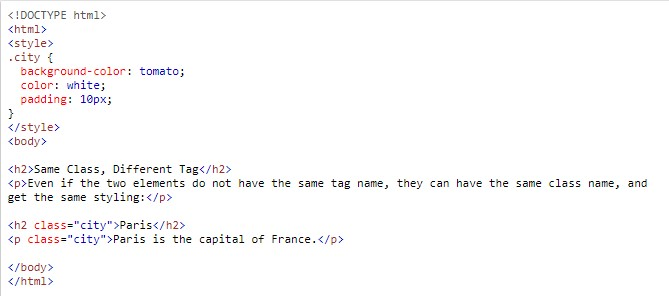 <!DOCTYPE html>
<html>
<style>
.city {
  background-color: tomato;
  color: white;
  padding: 10px;
}
</style>
<body>

<h2>Same Class, Different Tag</h2>
<p>Even if the two elements do not have the same tag name, they can have the same class name, and
get the same styling:</p>

<h2 class="city">Paris</h2>
<p class="city">Paris is the capital of France.</p>

</body>
</html>